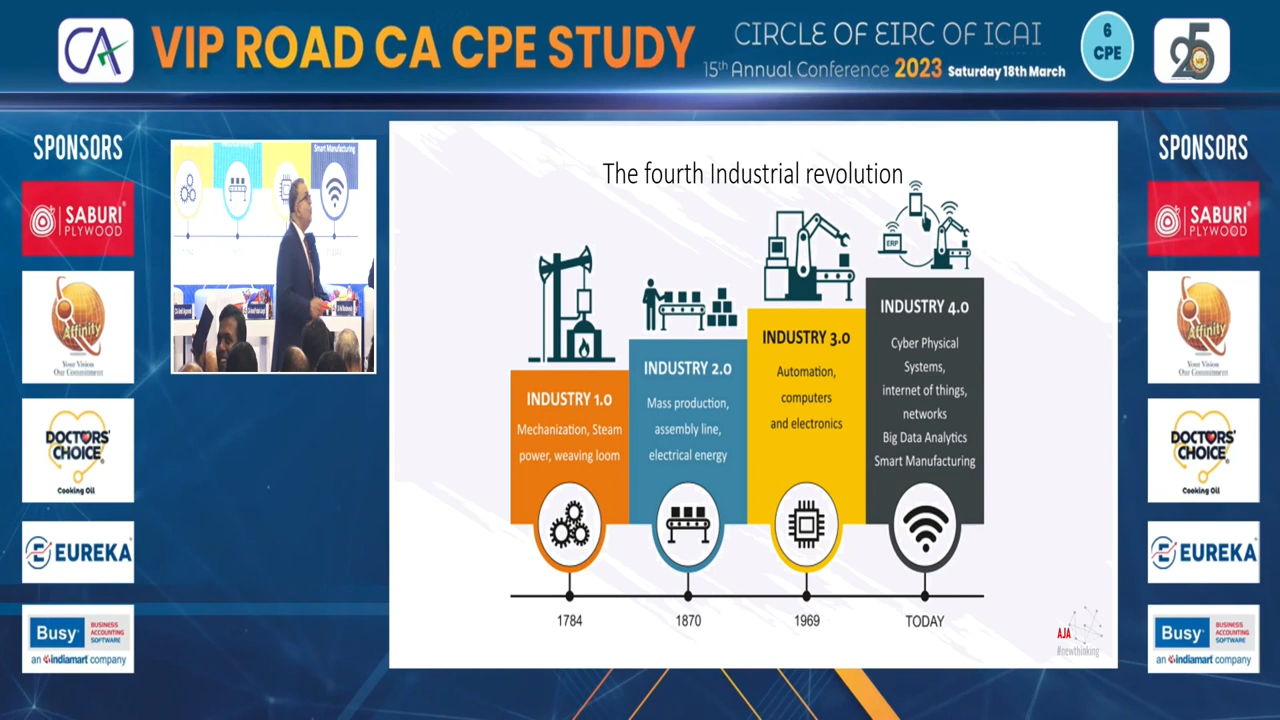 CA
VIP ROAD CA CPE STUDY
CIRCLE OF EIRC OF ICAI
15th Annual Conference 2023 Saturday 18th March
6
CPE
25
SPONSORS
SABURI
PLYWOOD
Affinity
Your Vision
Our Commitment
DOCTORS'
CHOICE
Cooking Oil
EUREKA
Busy
BUSINESS
ACCOUNTING
SOFTWARE
an indiamart company
Smart Manufacturing
The fourth Industrial revolution
ERP
INDUSTRY 1.0
Mechanization, Steam
power, weaving loom
INDUSTRY 2.0
Mass production,
assembly line,
electrical energy
INDUSTRY 3.0
Automation,
computers
and electronics
INDUSTRY 4.0
Cyber Physical
Systems,
internet of things,
networks
Big Data Analytics
Smart Manufacturing
1784
1870
1969
TODAY
AJA
#newthinking
SPONSORS
SABURI
PLYWOOD
Affinity
Your Vision
Our Commitment
DOCTORS'
CHOICE
Cooking Oil
EUREKA
Busy
BUSINESS
ACCOUNTING
SOFTWARE
an indiamart company